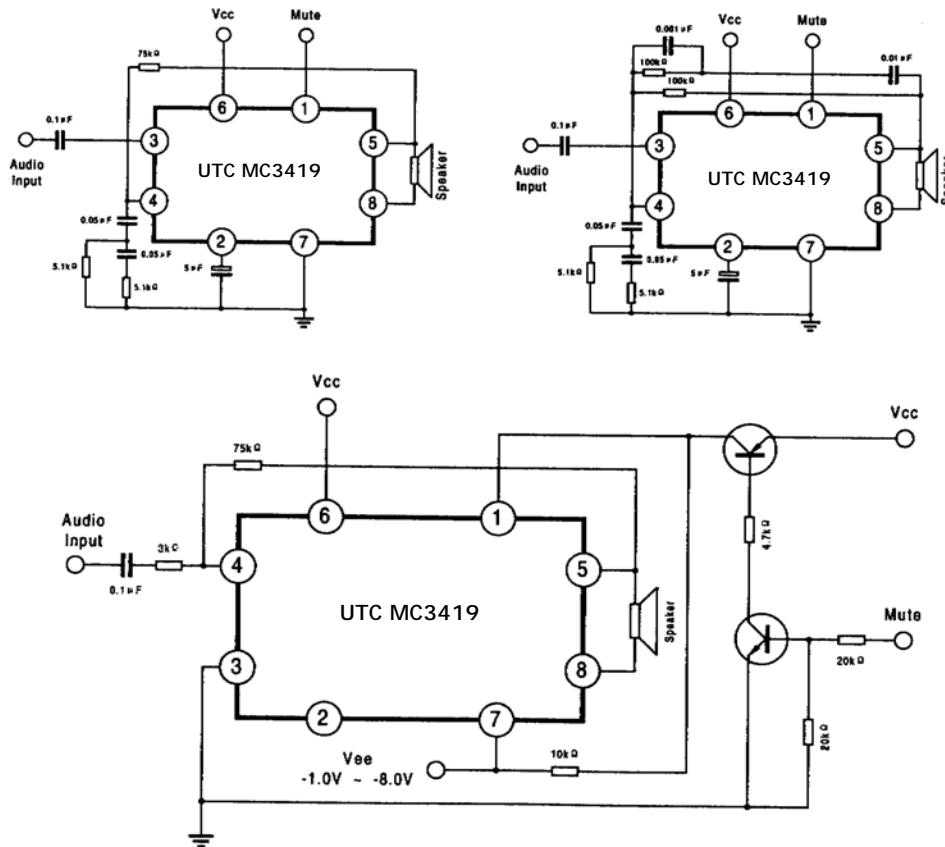 Vcc
Mute
75kΩ
6
1
0.1µF
3
5
Audio
Input
UTC MC3419
Speaker
4
8
0.05µF
2
7
0.05µF
5.1kΩ
5µF
5.1kΩ
0.001µF
Vcc
Mute
0.01µF
100kΩ
100kΩ
6
1
0.1µF
3
5
Audio
Input
UTC MC3419
Speaker
4
8
0.05µF
2
7
0.05µF
5.1kΩ
5µF
5.1kΩ
Vcc
Vcc
75kΩ
6
1
Audio
Input
3kΩ
4.7kΩ
4
5
0.1µF
UTC MC3419
Speaker
Mute
3
8
20kΩ
2
7
20kΩ
Vee
10kΩ
-1.0V ~ -8.0V